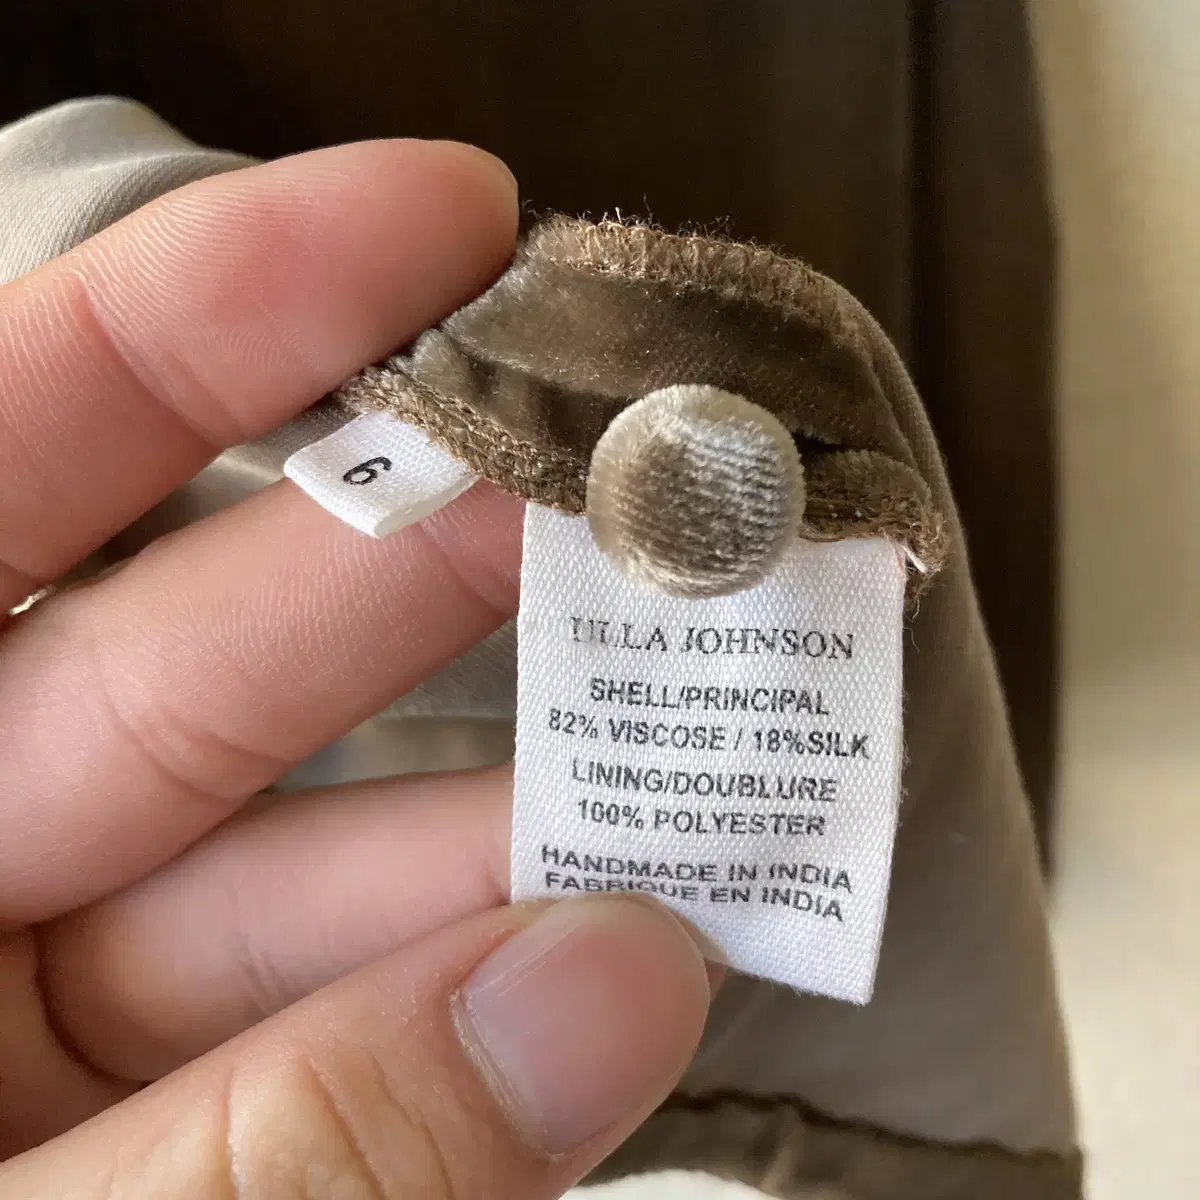 6
ULLA JOHNSON
SHELL/PRINCIPAL
82% VISCOSE / 18%SILK
LINING/DOUBLURE
100% POLYESTER
HANDMADE IN INDIA
FABRIQUE EN INDIA